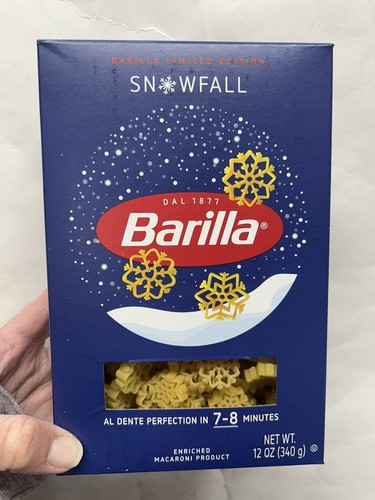 BARILLA LIMITED EDITION
SNOWFALL
DAL 1877
Barilla®
AL DENTE PERFECTION IN 7-8 MINUTES
ENRICHED
MACARONI PRODUCT
NET WT.
12 OZ (340 g) Ⓤ